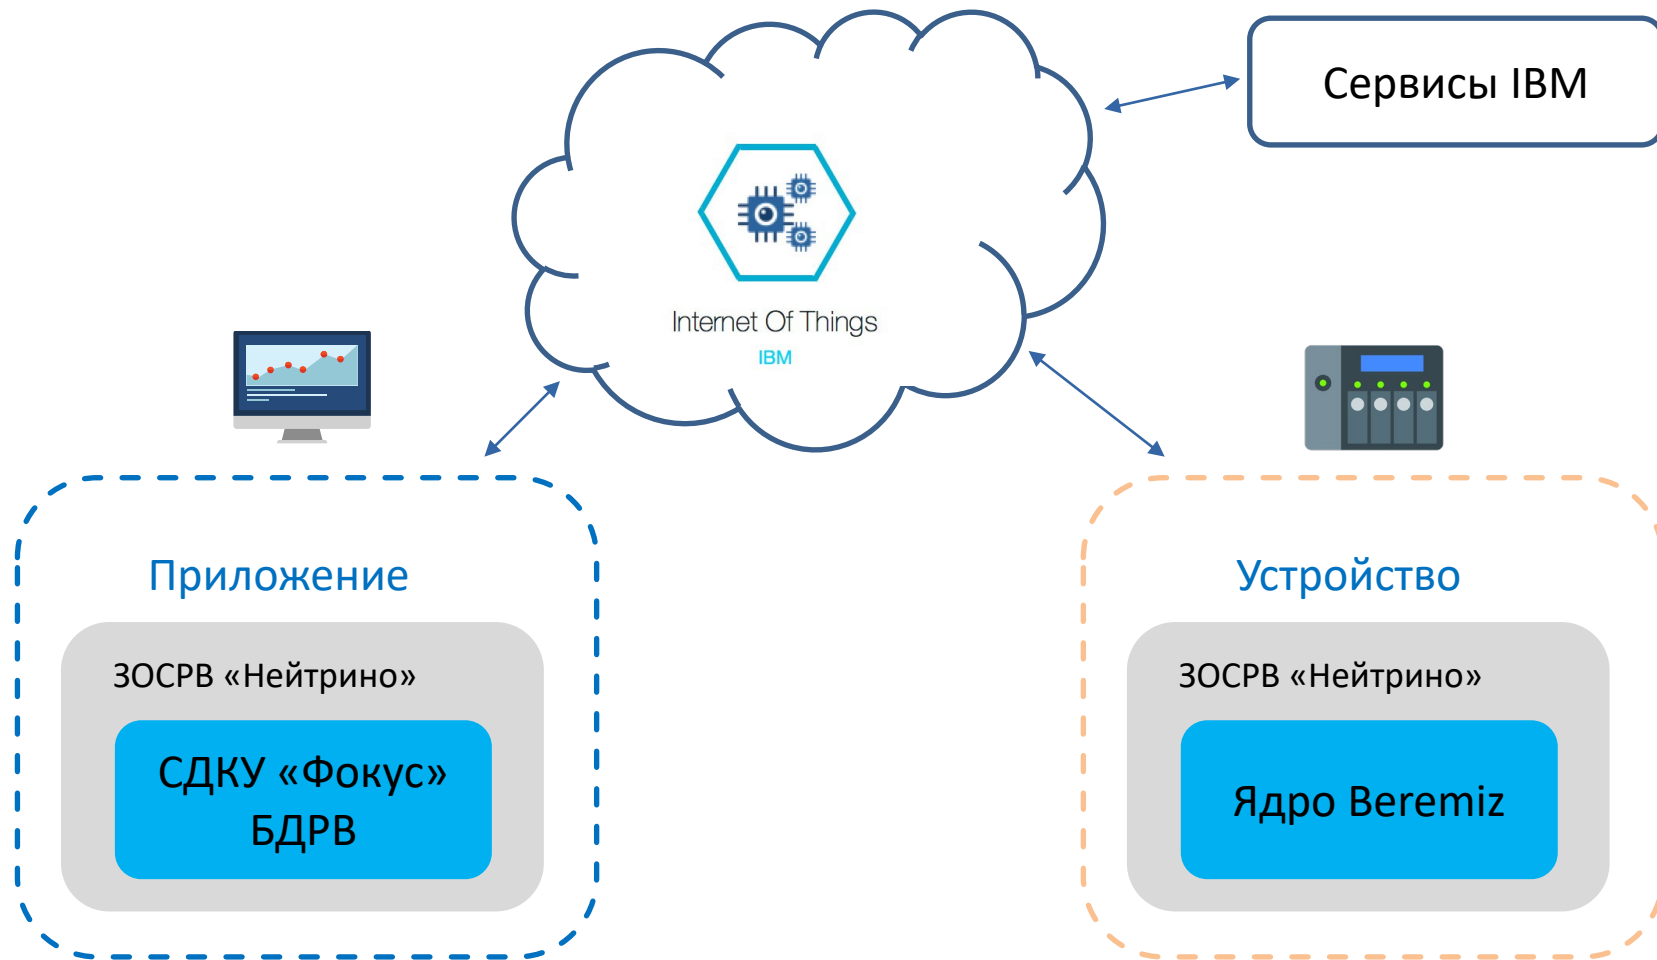 Сервисы IBM
Internet Of Things
IBM
Приложение
ЗОСРВ «Нейтрино»
СДКУ «Фокус»
БДРВ
Устройство
ЗОСРВ «Нейтрино»
Ядро Beremiz